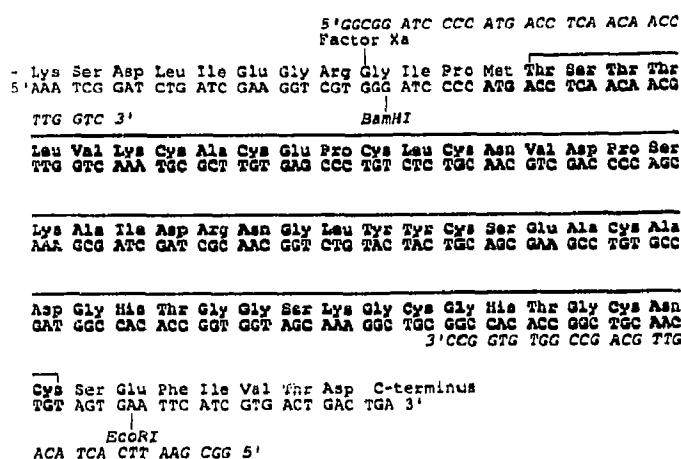 5'GGCGG ATC CCC ATG ACC TCA ACA ACC
Factor Xa
- Lys Ser Asp Leu Ile Glu Gly Arg Gly Ile Pro Met Thr Ser Thr Thr
5'AAA TCG GAT CTG ATC GAA GGT CGT GGG ATC CCC ATG ACC TCA ACA ACG
TTG GTC 3'
BamHI
Leu Val Lys Cys Ala Cys Glu Pro Cys Leu Cys Asn Val Asp Pro Ser
TTG GTC AAA TGC GCT TGT GAG CCC TGT CTC TGC AAC GTC GAC CCC AGC
Lys Ala Ile Asp Arg Asn Gly Leu Tyr Tyr Cys Ser Glu Ala Cys Ala
AAA GCG ATC GAT CGC AAC GGT CTG TAC TAC TGC AGC GAA GCC TGT GCC
Asp Gly His Thr Gly Gly Ser Lys Gly Cys Gly His Thr Gly Cys Asn
GAT GGC CAC ACC GGT GGT AGC AAA GGC TGC GGC CAC ACC GGC TGC AAC
3'CCG GTG TGG CCG ACG TTG
Cys Ser Glu Phe Ile Val Thr Asp C-terminus
TGT AGT GAA TTC ATC GTG ACT GAC TGA 3'
EcoRI
ACA TCA CTT AAG CGG 5'